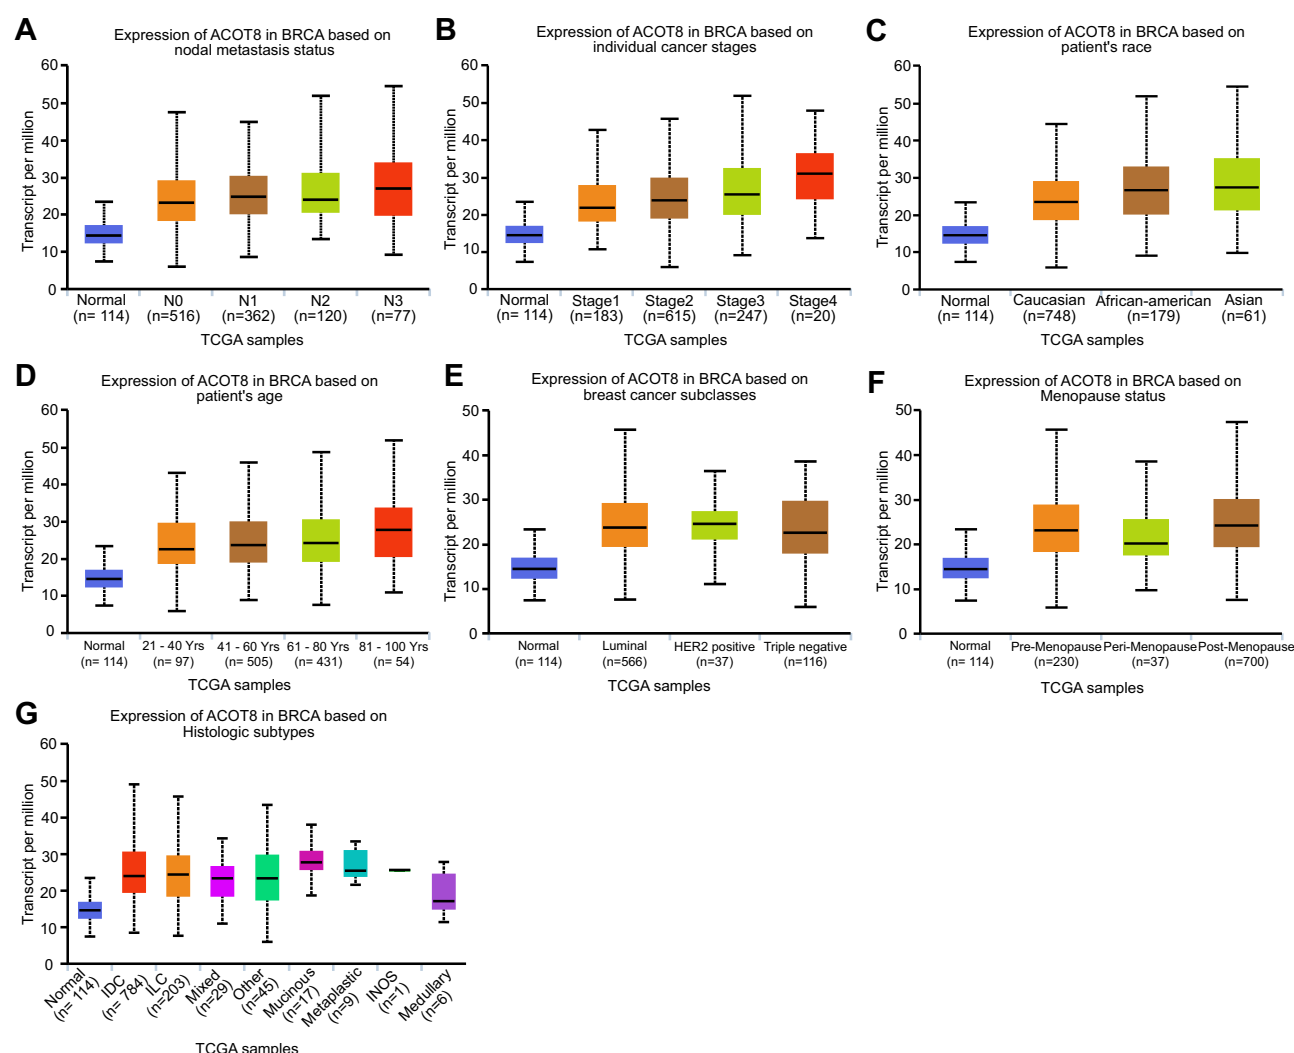 A
Expression of ACOT8 in BRCA based on
nodal metastasis status
60
50
40
30
20
10
0
Transcript per million
Normal N0 N1 N2 N3
(n= 114) (n=516) (n=362) (n=120) (n=77)
TCGA samples
B
Expression of ACOT8 in BRCA based on
individual cancer stages
60
50
40
30
20
10
0
Transcript per million
Normal Stage1 Stage2 Stage3 Stage4
(n= 114) (n=183) (n=615) (n=247) (n=20)
TCGA samples
C
Expression of ACOT8 in BRCA based on
patient's race
60
50
40
30
20
10
0
Transcript per million
Normal Caucasian African-american Asian
(n= 114) (n=748) (n=179) (n=61)
TCGA samples
D
Expression of ACOT8 in BRCA based on
patient's age
60
50
40
30
20
10
0
Transcript per million
Normal 21 - 40 Yrs 41 - 60 Yrs 61 - 80 Yrs 81 - 100 Yrs
(n= 114) (n= 97) (n= 505) (n= 431) (n= 54)
TCGA samples
E
Expression of ACOT8 in BRCA based on
breast cancer subclasses
50
40
30
20
10
0
Transcript per million
Normal Luminal HER2 positive Triple negative
(n= 114) (n=566) (n=37) (n=116)
TCGA samples
F
Expression of ACOT8 in BRCA based on
Menopause status
50
40
30
20
10
0
Transcript per million
Normal Pre-Menopause Peri-Menopause Post-Menopause
(n= 114) (n=230) (n=37) (n=700)
TCGA samples
G
Expression of ACOT8 in BRCA based on
Histologic subtypes
60
50
40
30
20
10
0
Transcript per million
Normal
(n= 114)
IDC
(n= 784)
ILC
(n=203)
Mixed
(n=29)
Other
(n=45)
Mucinous
(n=17)
Metaplastic
(n=9)
INOS
(n=1)
Medullary
(n=6)
TCGA samples